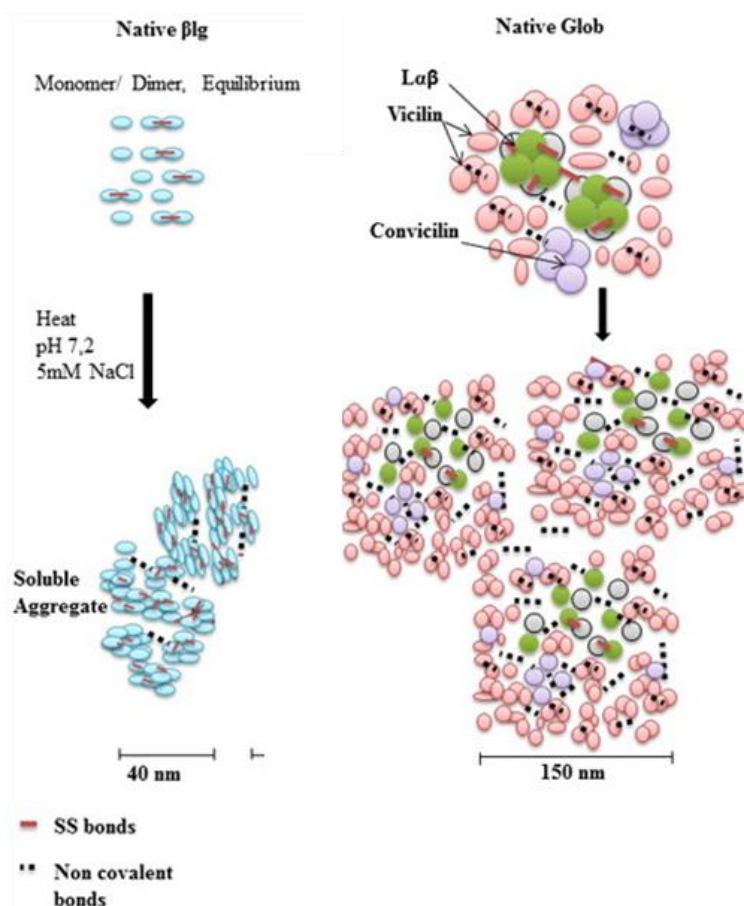 Native βlg
Monomer/ Dimer, Equilibrium
Heat
pH 7,2
5mM NaCl
Soluble
Aggregate
40 nm
SS bonds
Non covalent
bonds
Native Glob
Lαβ
Vicilin
Convicilin
150 nm